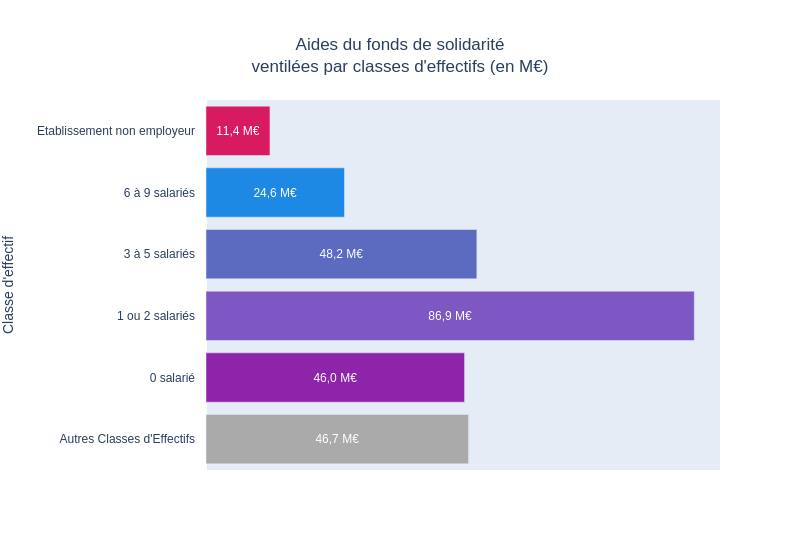 Aides du fonds de solidarité
ventilées par classes d'effectifs (en M€)
Classe d'effectif
Etablissement non employeur
11,4 M€
6 à 9 salariés
24,6 M€
3 à 5 salariés
48,2 M€
1 ou 2 salariés
86,9 M€
0 salarié
46,0 M€
Autres Classes d'Effectifs
46,7 M€